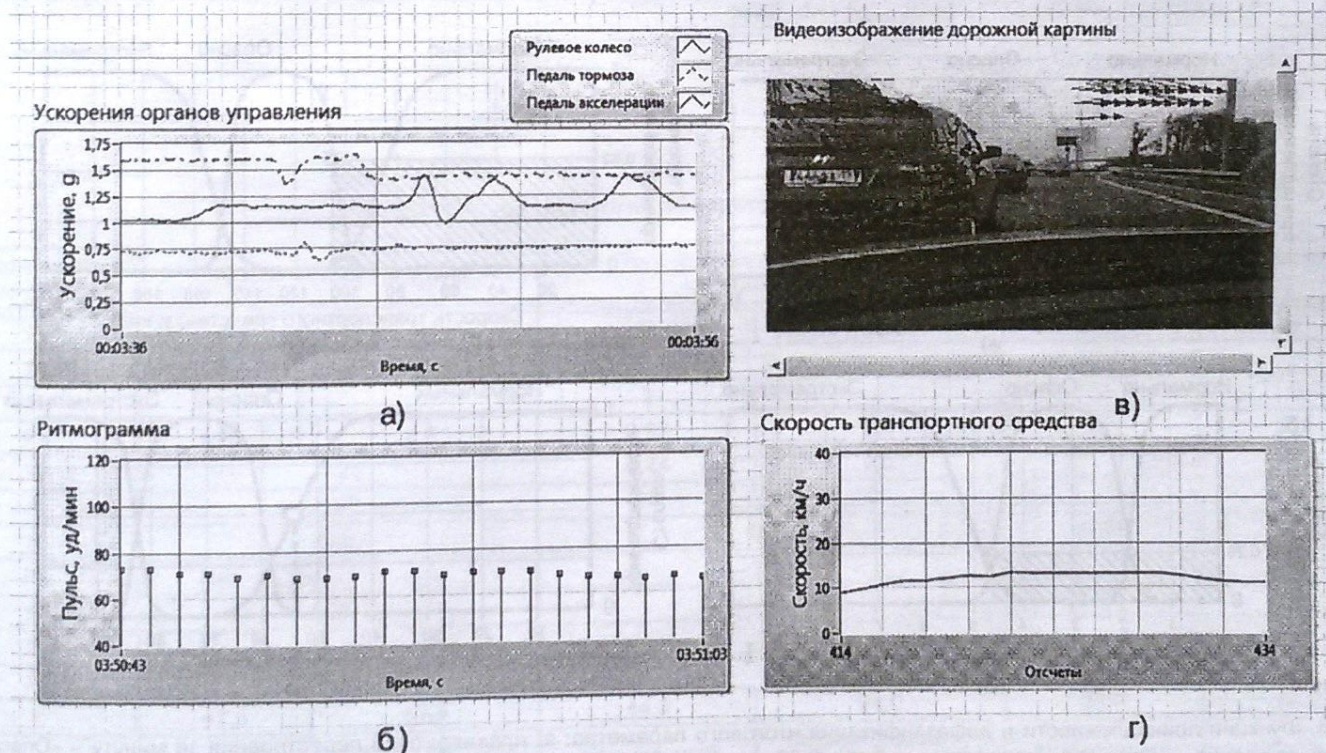 Рулевое колесо
Педаль тормоза
Педаль акселерации
Ускорения органов управления
Ускорение, g
1,75
1,5
1,25
1
0,75
0,5
0,25
0
00:03:36
00:03:56
Время, с
а)
Видеоизображение дорожной картины
в)
Ритмограмма
Пульс, уд/мин
120
100
80
60
40
03:50:43
03:51:03
Время, с
б)
Скорость транспортного средства
Скорость, км/ч
40
30
20
10
0
414
434
Отсчеты
г)